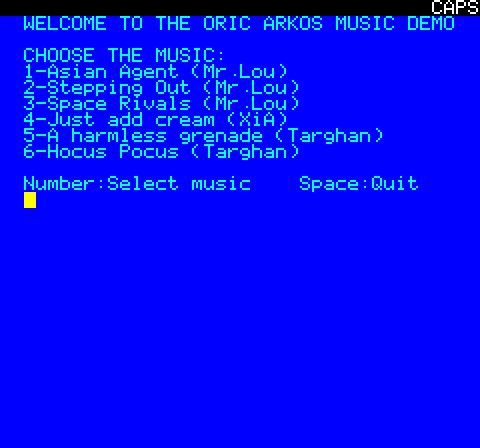 CAPS
WELCOME TO THE ORIC ARKOS MUSIC DEMO
CHOOSE THE MUSIC:
1-Asian Agent (Mr.Lou)
2-Stepping Out (Mr.Lou)
3-Space Rivals (Mr.Lou)
4-Just add cream (XiA)
5-A harmless grenade (Targhan)
6-Hocus Pocus (Targhan)
Number:Select music    Space:Quit